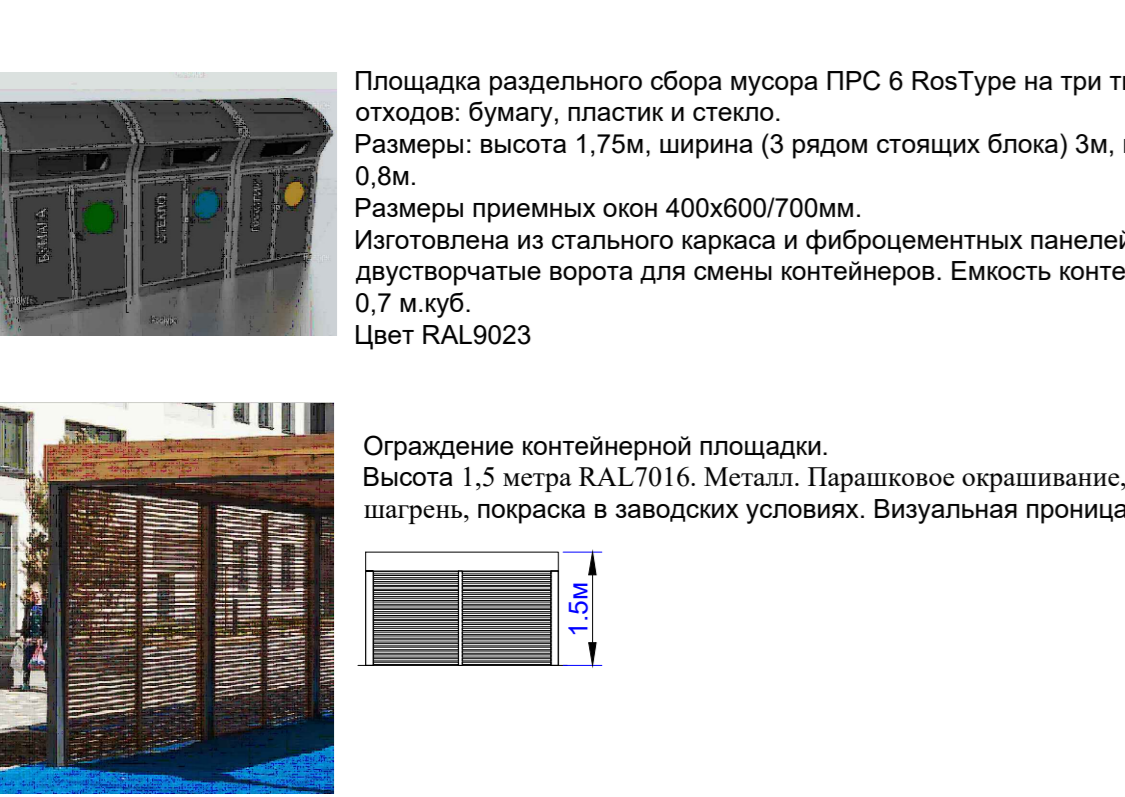 Площадка раздельного сбора мусора ПРС 6 RosType на три
отходов: бумагу, пластик и стекло.
Размеры: высота 1,75м, ширина (3 рядом стоящих блока) 3м,
0,8м.
Размеры приемных окон 400х600/700мм.
Изготовлена из стального каркаса и фиброцементных панелей
двустворчатые ворота для смены контейнеров. Емкость
0,7 м.куб.
Цвет RAL9023
БУМАГА
СТЕКЛО
ПЛАСТИК
Ограждение контейнерной площадки.
Высота 1,5 метра RAL7016. Металл. Парашковое окрашивание,
шагрень, покраска в заводских условиях. Визуальная
1.5м